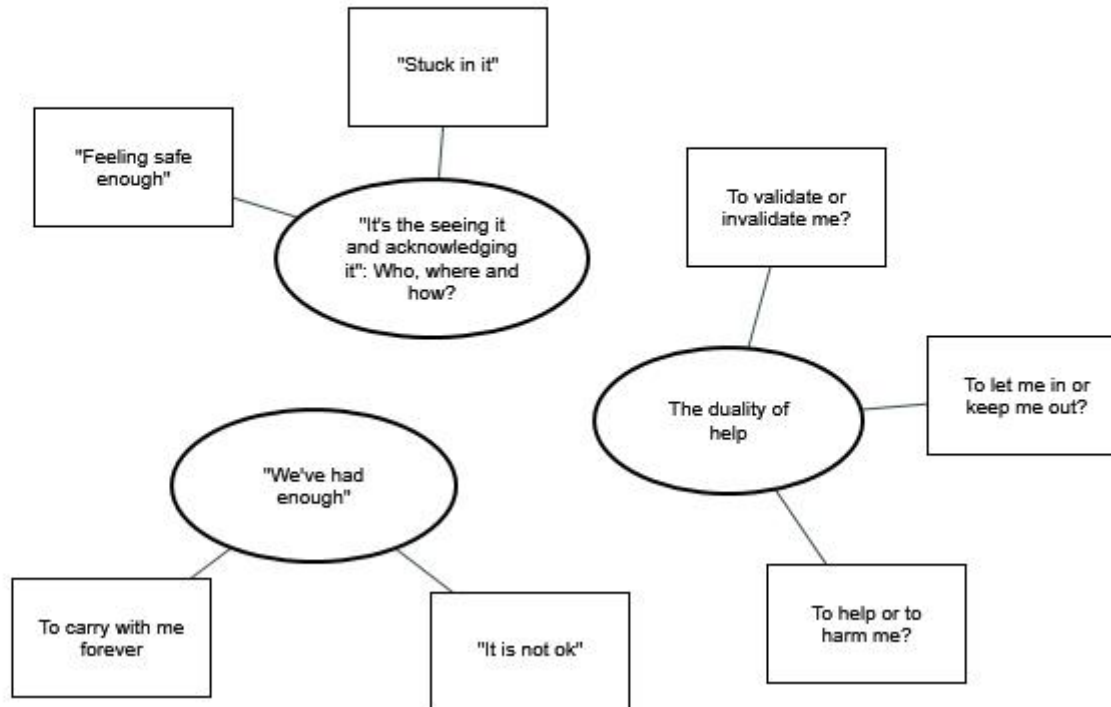 "Stuck in it"
"Feeling safe
enough"
"It's the seeing it
and acknowledging
it": Who, where and
how?
To validate or
invalidate me?
To let me in or
keep me out?
The duality of
help
To help or to
harm me?
"We've had
enough"
To carry with me
forever
"It is not ok"